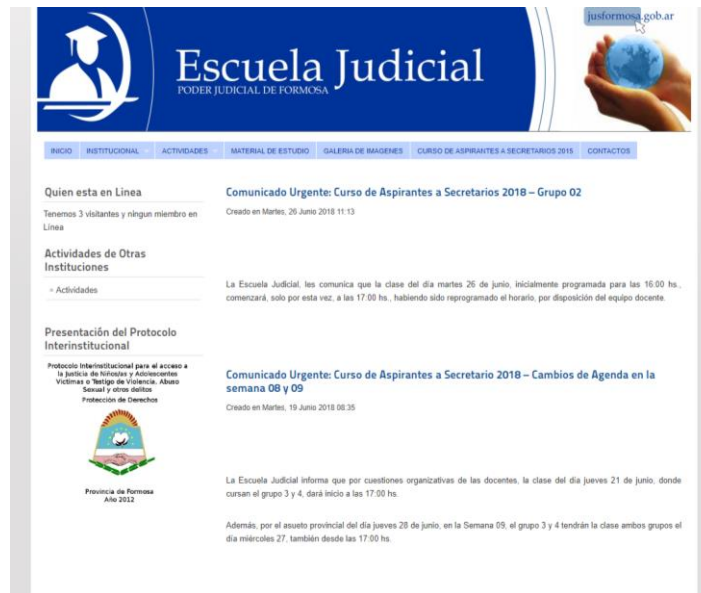 jusformosa.gob.ar
Escuela Judicial
PODER JUDICIAL DE FORMOSA
INICIO INSTITUCIONAL ACTIVIDADES MATERIAL DE ESTUDIO GALERIA DE IMAGENES CURSO DE ASPIRANTES A SECRETARIOS 2015 CONTACTOS
Quien esta en Linea
Tenemos 3 visitantes y ningun miembro en
Línea
Actividades de Otras
Instituciones
Actividades
Presentación del Protocolo
Interinstitucional
Protocolo Interinstitucional para el acceso a
la Justicia de Niños/as y Adolescentes
Víctimas o Testigo de Violencia, Abuso
Sexual y otros delitos
Protección de Derechos
Provincia de Formosa
Año 2012
Comunicado Urgente: Curso de Aspirantes a Secretarios 2018 – Grupo 02
Creado en Martes, 26 Junio 2018 11:13
La Escuela Judicial, les comunica que la clase del día martes 26 de junio, inicialmente programada para las 16:00 hs.,
comenzará, solo por esta vez, a las 17:00 hs., habiendo sido reprogramado el horario, por disposición del equipo docente.
Comunicado Urgente: Curso de Aspirantes a Secretario 2018 – Cambios de Agenda en la
semana 08 y 09
Creado en Martes, 19 Junio 2018 08:35
La Escuela Judicial informa que por cuestiones organizativas de las docentes, la clase del día jueves 21 de junio, donde
cursan el grupo 3 y 4, dará inicio a las 17:00 hs.
Además, por el asueto provincial del día jueves 28 de junio, en la Semana 09, el grupo 3 y 4 tendrán la clase ambos grupos el
día miércoles 27, también desde las 17:00 hs.